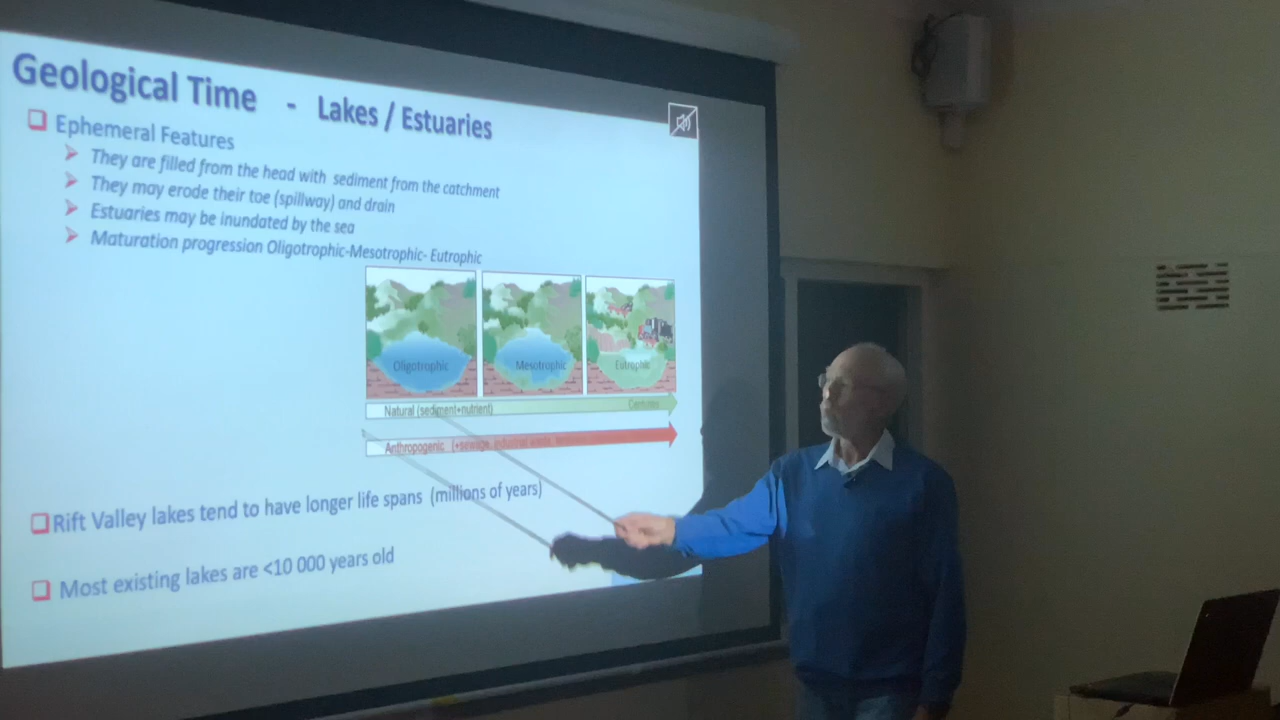 Geological Time - Lakes / Estuaries
Ephemeral Features
They are filled from the head with sediment from the catchment
They may erode their toe (spillway) and drain
Estuaries may be inundated by the sea
Maturation progression Oligotrophic-Mesotrophic- Eutrophic
Oligotrophic
Mesotrophic
Eutrophic
Natural (sediment+nutrient)
Anthropogenic (+sewage, industrial waste,
Rift Valley lakes tend to have longer life spans (millions of years)
Most existing lakes are <10 000 years old